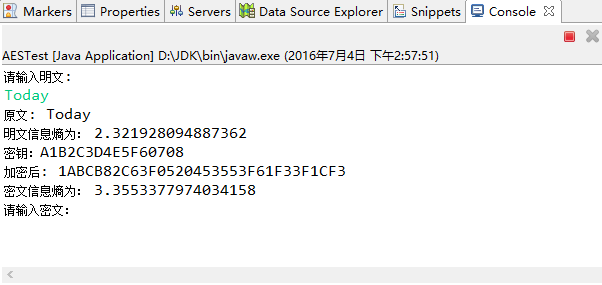 Markers Properties Servers Data Source Explorer Snippets Console
AESTest [Java Application] D:\JDK\bin\javaw.exe (2016年7月4日 下午2:57:51)
请输入明文:
Today
原文: Today
明文信息熵为: 2.321928094887362
密钥: A1B2C3D4E5F60708
加密后: 1ABCB82C63F0520453553F61F33F1CF3
密文信息熵为: 3.3553377974034158
请输入密文: